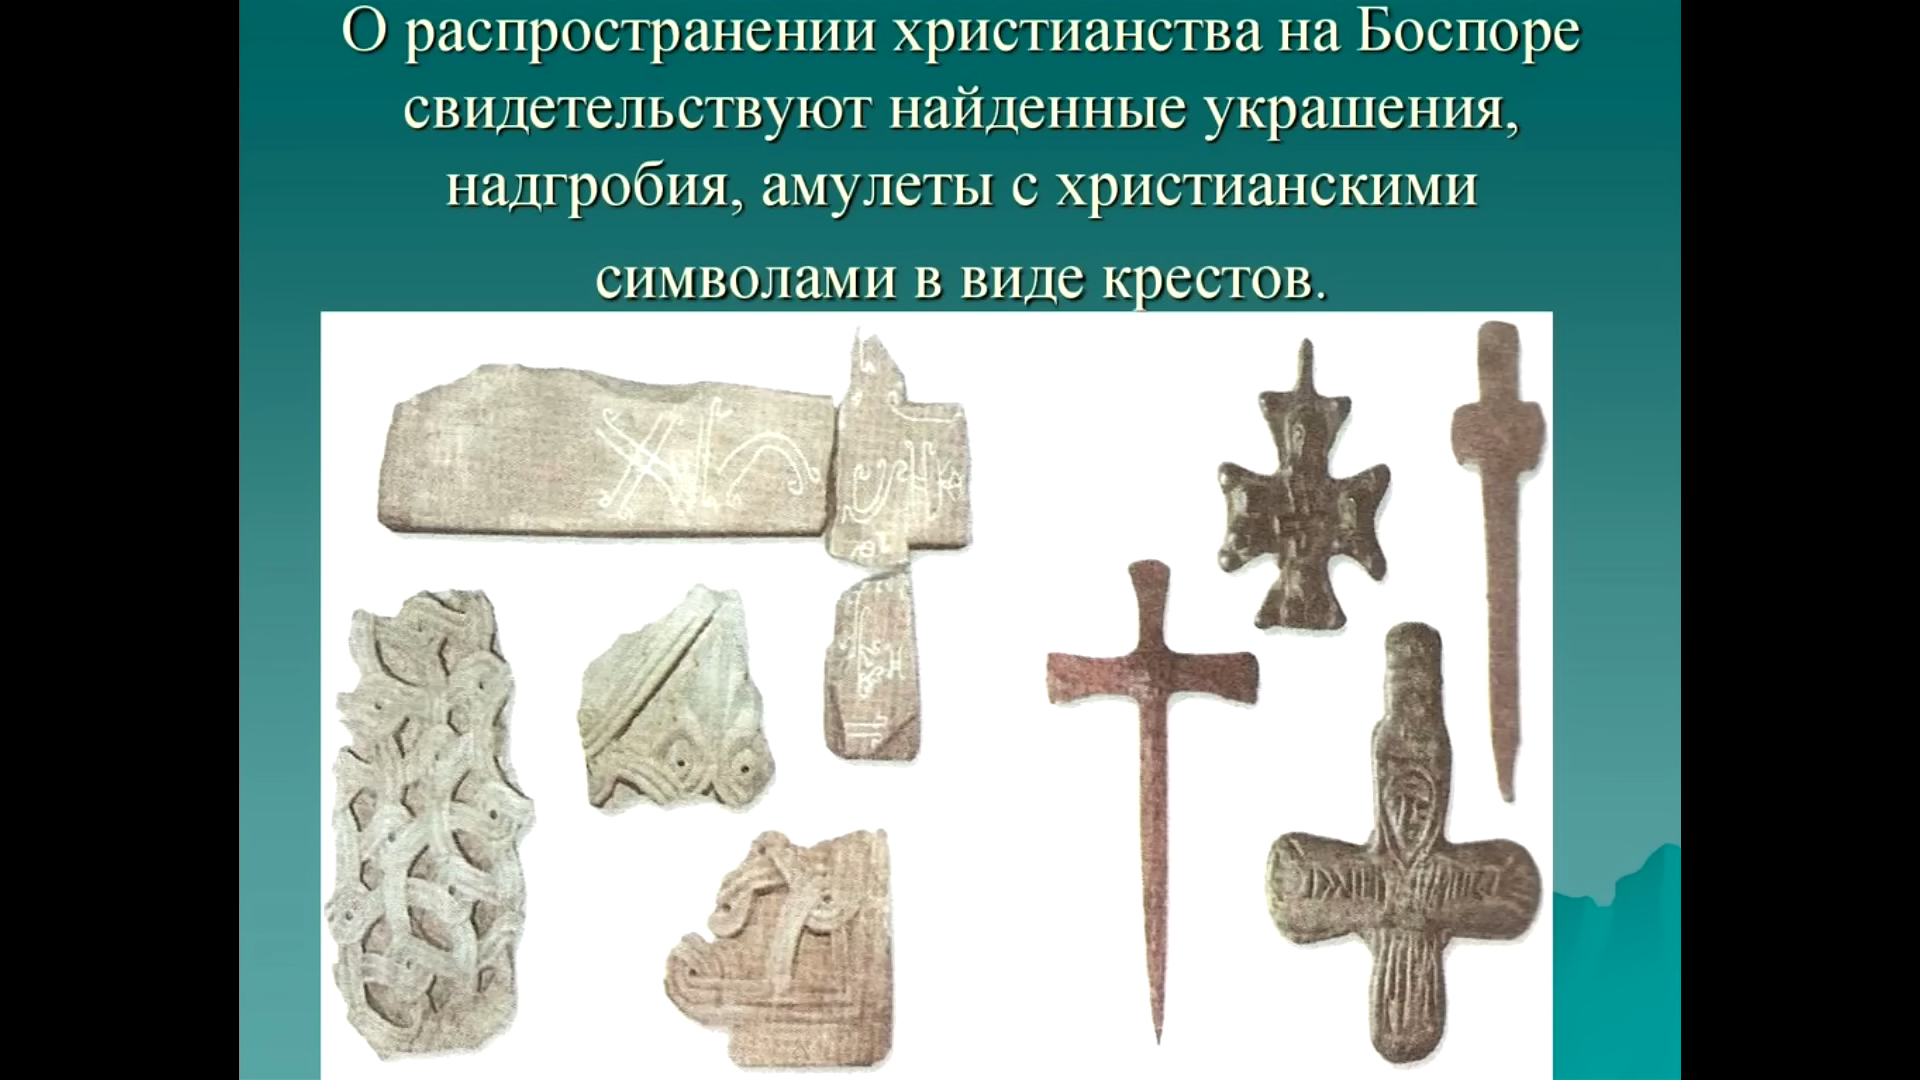 О распространении христианства на Боспоре
свидетельствуют найденные украшения,
надгробия, амулеты с христианскими
символами в виде крестов.